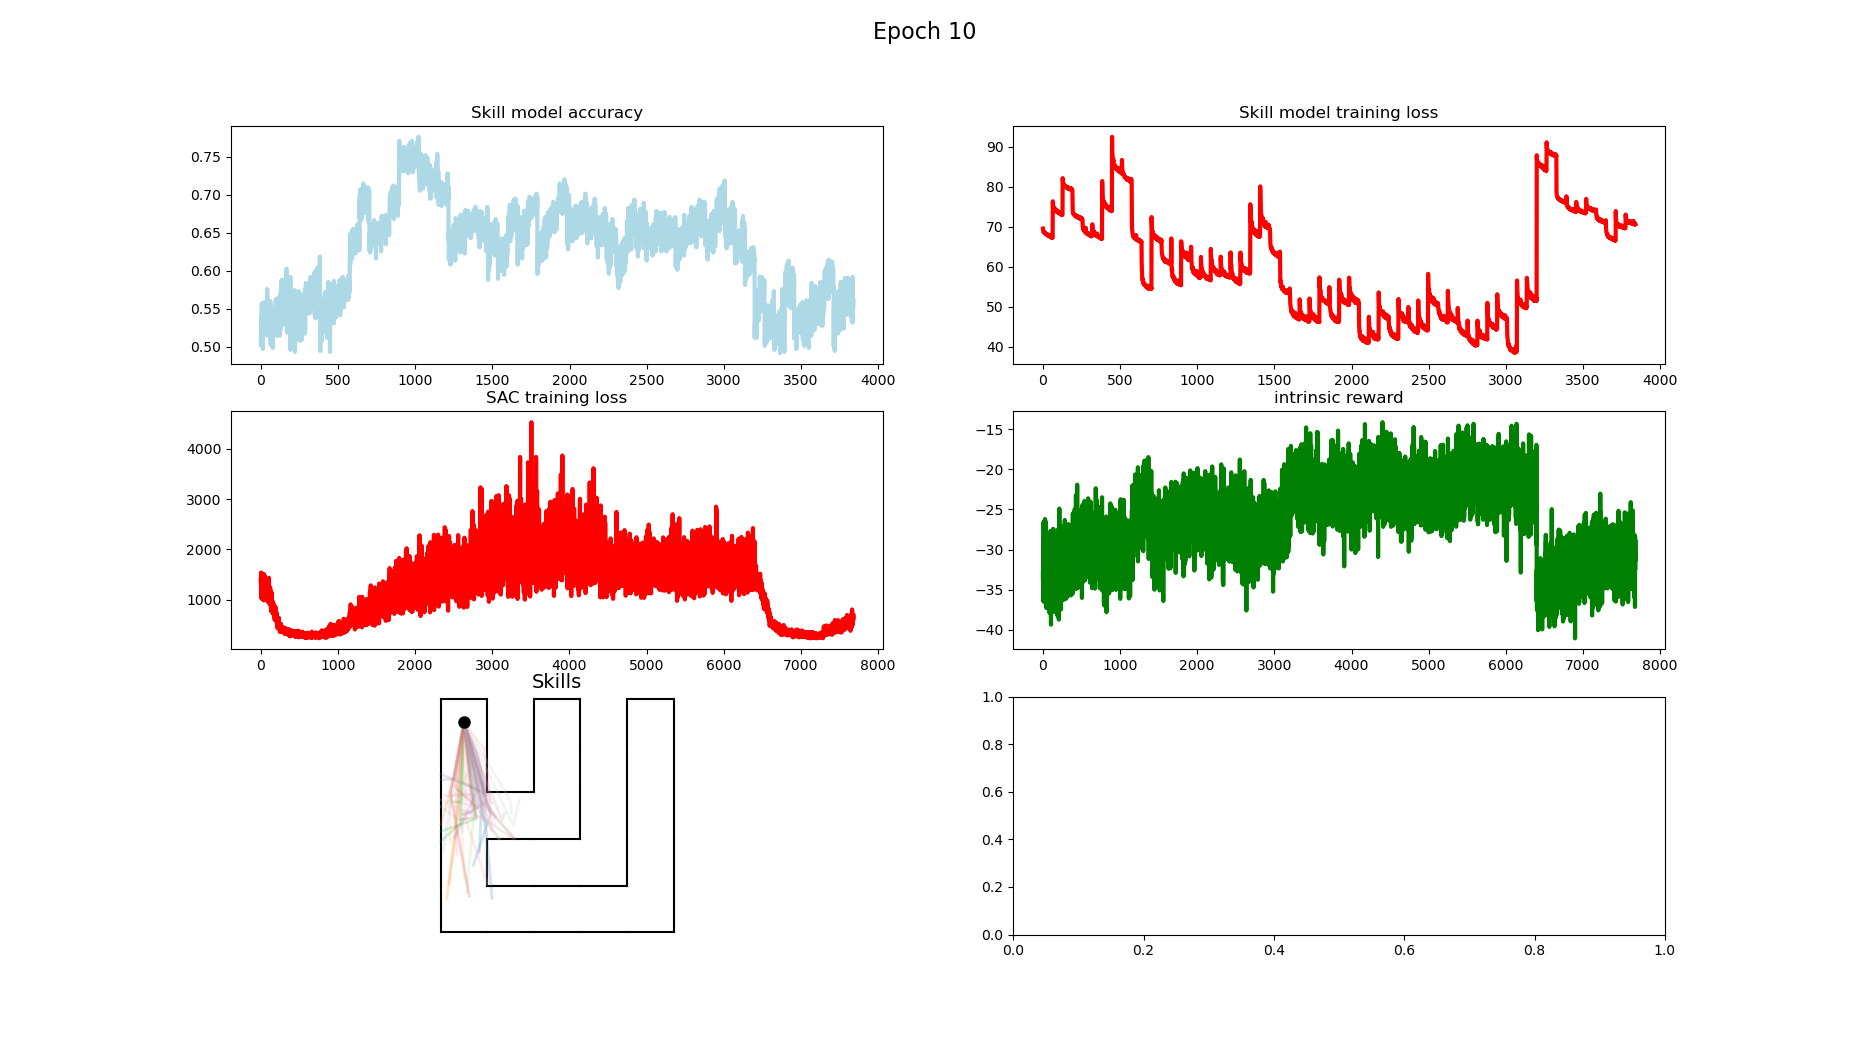 Epoch 10
Skill model accuracy
0.75
0.70
0.65
0.60
0.55
0.50
0 500 1000 1500 2000 2500 3000 3500 4000
Skill model training loss
90
80
70
60
50
40
0 500 1000 1500 2000 2500 3000 3500 4000
SAC training loss
4000
3000
2000
1000
0 1000 2000 3000 4000 5000 6000 7000 8000
intrinsic reward
−15
−20
−25
−30
−35
−40
0 1000 2000 3000 4000 5000 6000 7000 8000
Skills
1.0
0.8
0.6
0.4
0.2
0.0
0.0 0.2 0.4 0.6 0.8 1.0